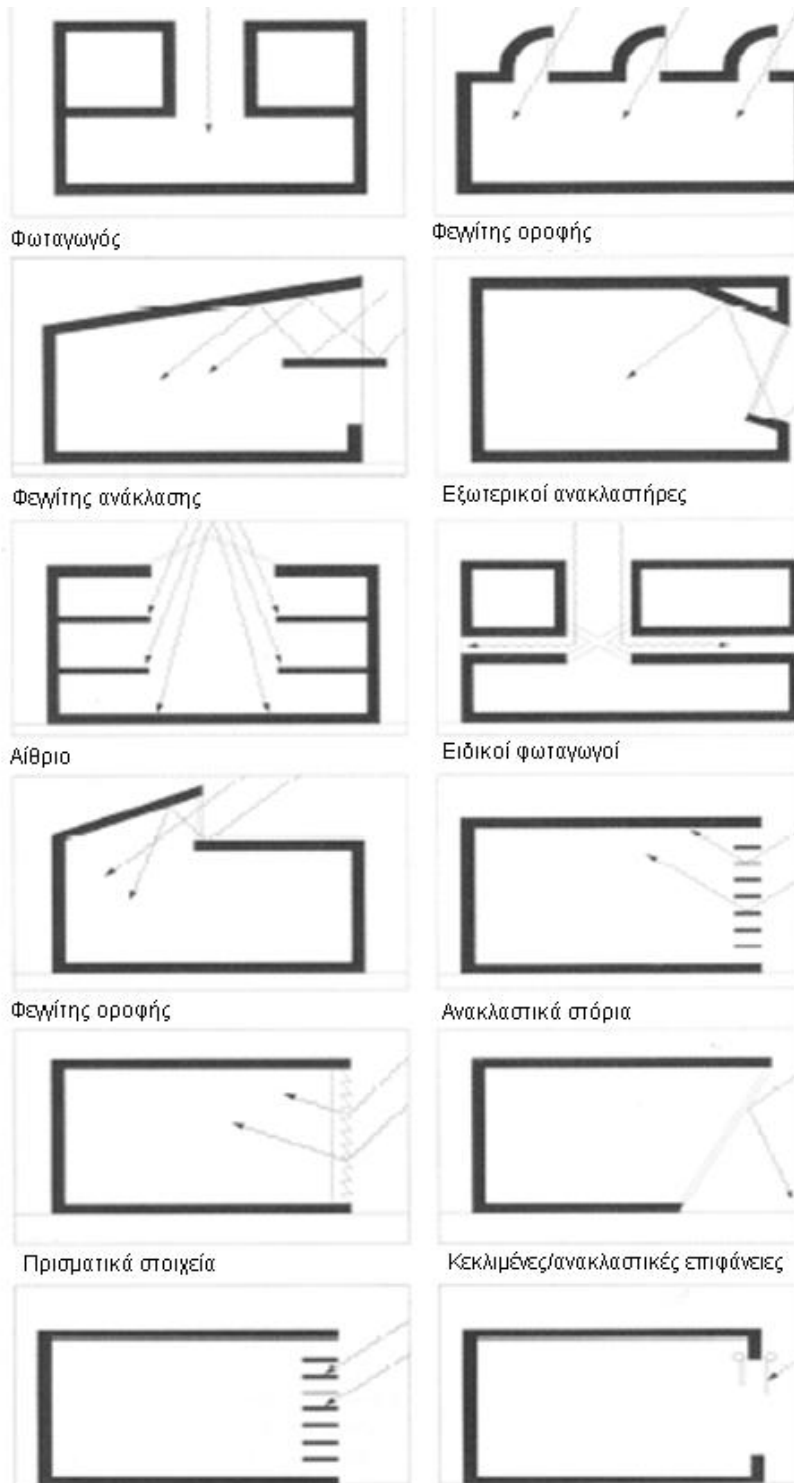 Φωταγωγός
Φεγγίτης οροφής
Φεγγίτης ανάκλασης
Εξωτερικοί ανακλαστήρες
Αίθριο
Ειδικοί φωταγωγοί
Φεγγίτης οροφής
Ανακλαστικά στόρια
Πρισματικά στοιχεία
Κεκλιμένες/ανακλαστικές επιφάνειες